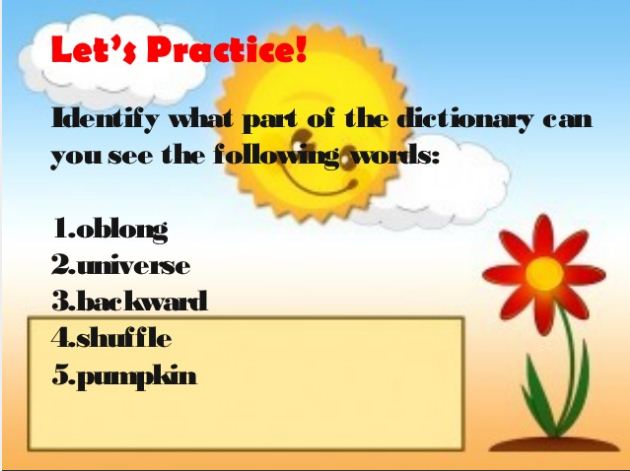 Let's Practice!
Identify what part of the dictionary can
you see the following words:
1.oblong
2.universe
3.backward
4.shuffle
5.pumpkin